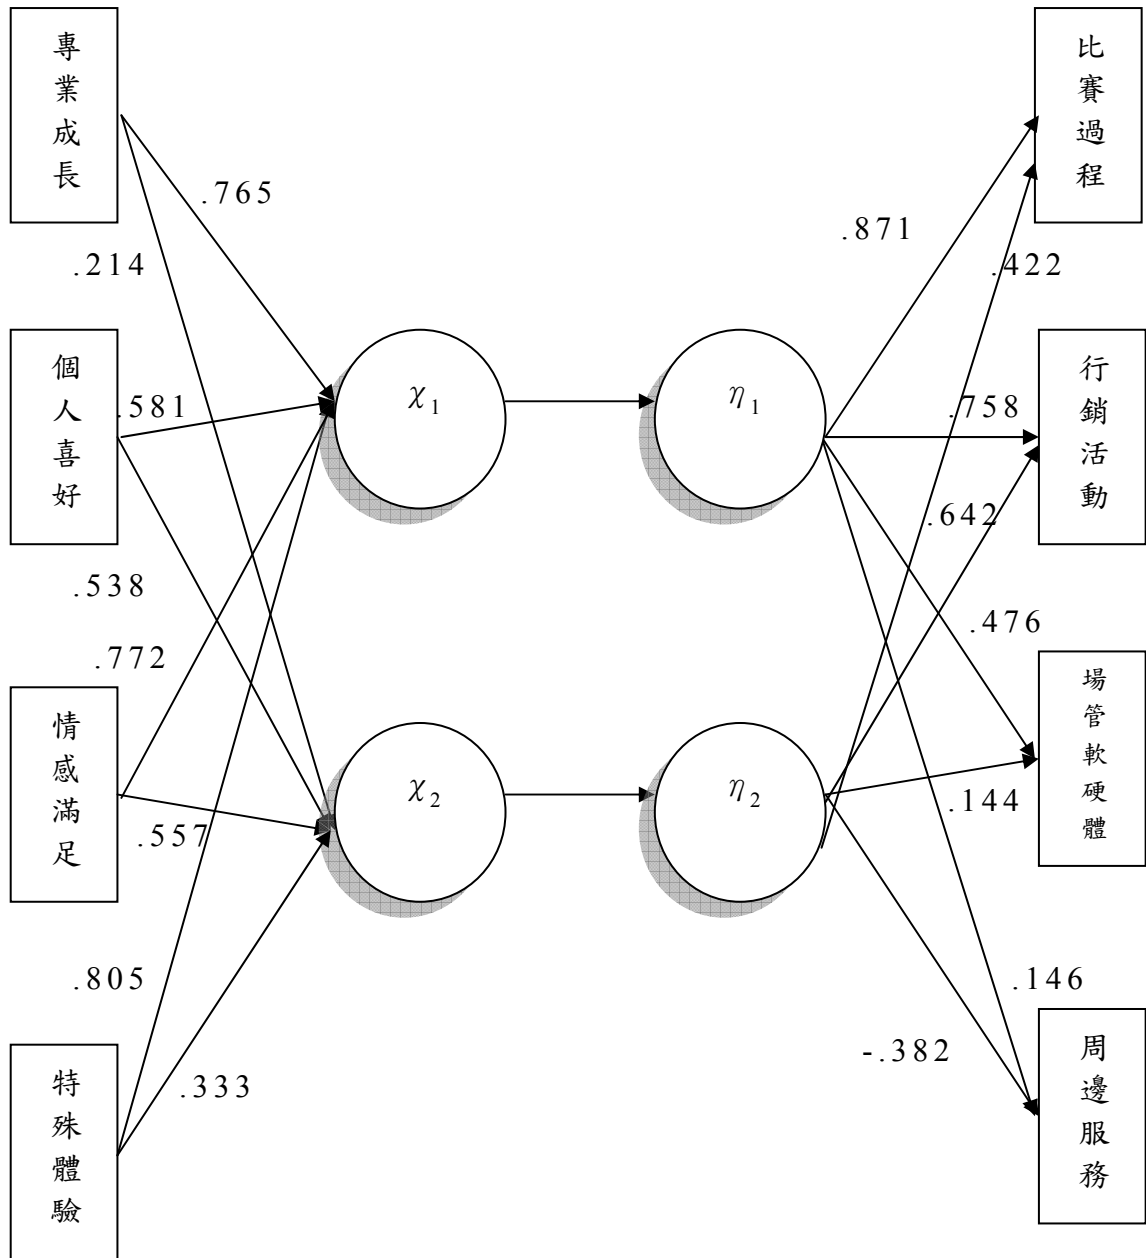 專業成長
比賽過程
.765
.871
.214
.422
個人喜好
χ1
η1
行銷活動
.581
.758
.642
.538
.476
.772
場管軟硬體
情感滿足
χ2
η2
.144
.557
.805
.146
-.382
周邊服務
特殊體驗
.333